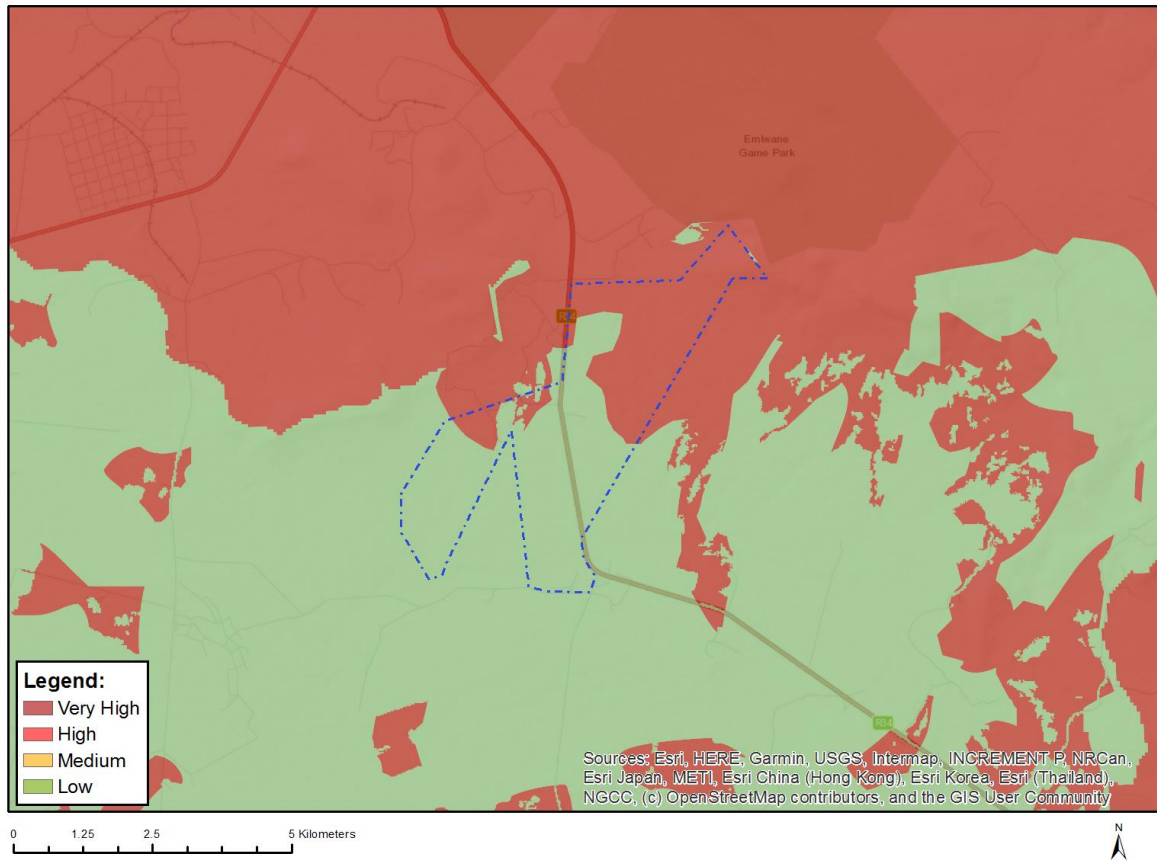 Emlwane
Game Park
R34
Legend:
Very High
High
Medium
Low
Sources: Esri, HERE, Garmin, USGS, Intermap, INCREMENT P, NRCan,
Esri Japan, METI, Esri China (Hong Kong), Esri Korea, Esri (Thailand),
NGCC, (c) OpenStreetMap contributors, and the GIS User Community
0 1.25 2.5 5 Kilometers
N